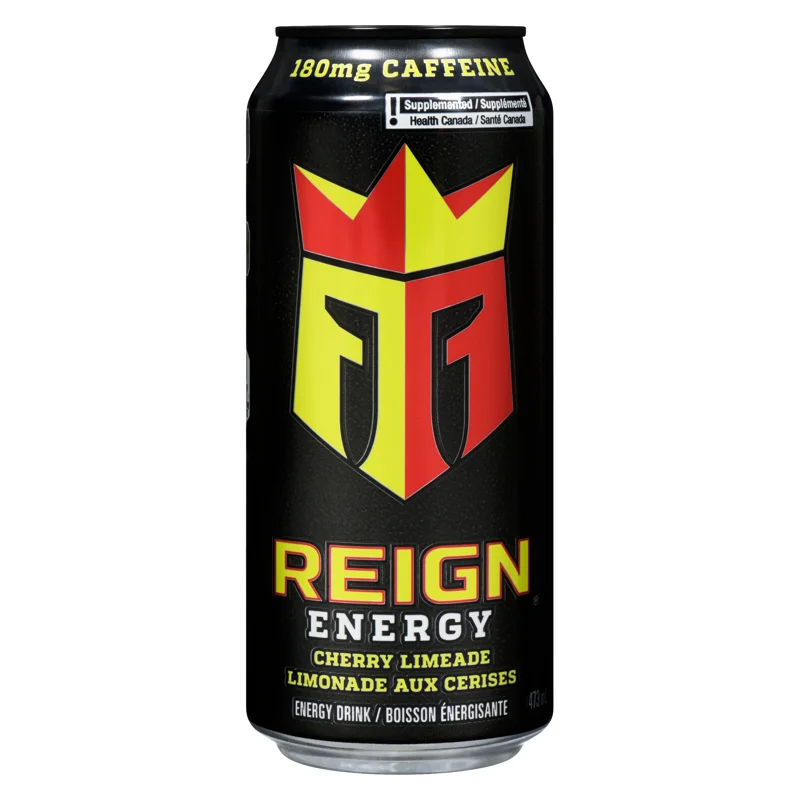 180mg CAFFEINE
! Supplemented / Supplémenté
Health Canada / Santé Canada
REIGN
ENERGY
CHERRY LIMEADE
LIMONADE AUX CERISES
ENERGY DRINK / BOISSON ÉNERGISANTE
473